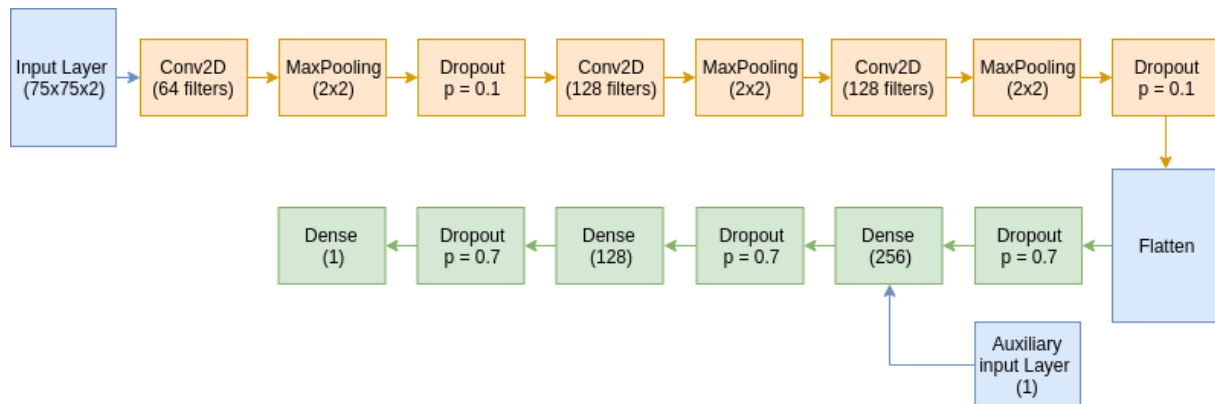 Input Layer
(75x75x2)
Conv2D
(64 filters)
MaxPooling
(2x2)
Dropout
p = 0.1
Conv2D
(128 filters)
MaxPooling
(2x2)
Conv2D
(128 filters)
MaxPooling
(2x2)
Dropout
p = 0.1
Flatten
Dropout
p = 0.7
Dense
(256)
Dropout
p = 0.7
Dense
(128)
Dropout
p = 0.7
Dense
(1)
Auxiliary
input Layer
(1)